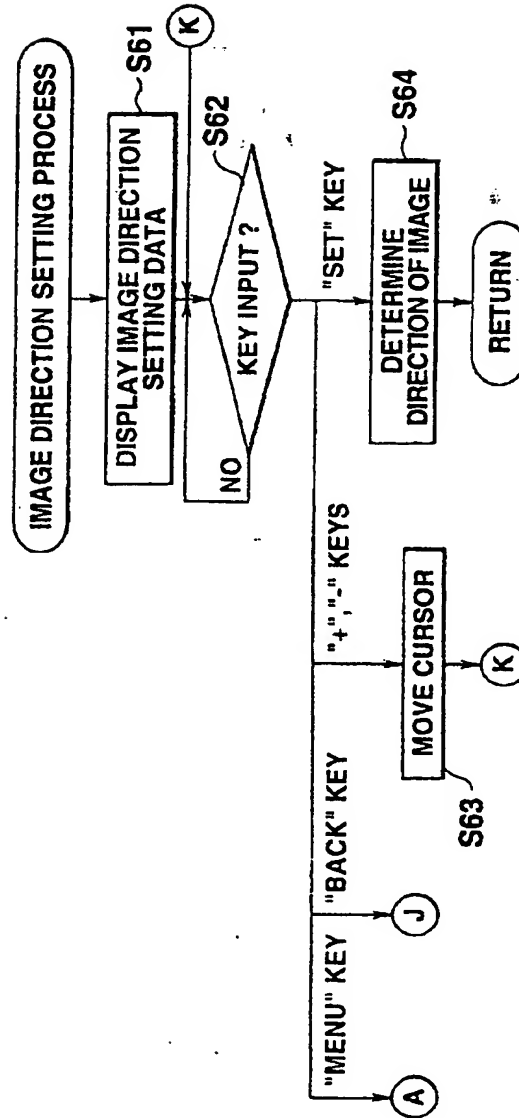 IMAGE DIRECTION SETTING PROCESS
DISPLAY IMAGE DIRECTION
SETTING DATA
S61
K
KEY INPUT ?
S62
NO
"MENU" KEY
"BACK" KEY
"+","-" KEYS
"SET" KEY
A
J
MOVE CURSOR
S63
K
DETERMINE
DIRECTION OF IMAGE
S64
RETURN